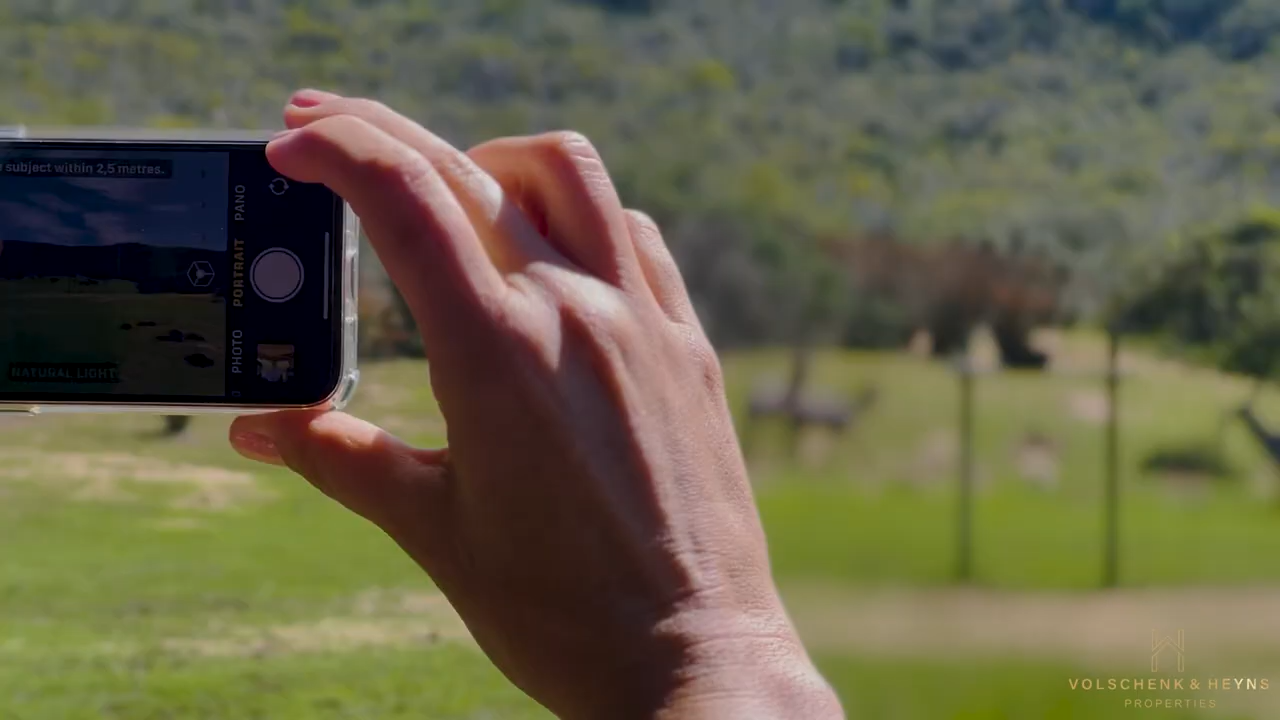 subject within 2,5 metres.
PANO
PORTRAIT
PHOTO
NATURAL LIGHT
VOLSCHENK & HEYNS
PROPERTIES